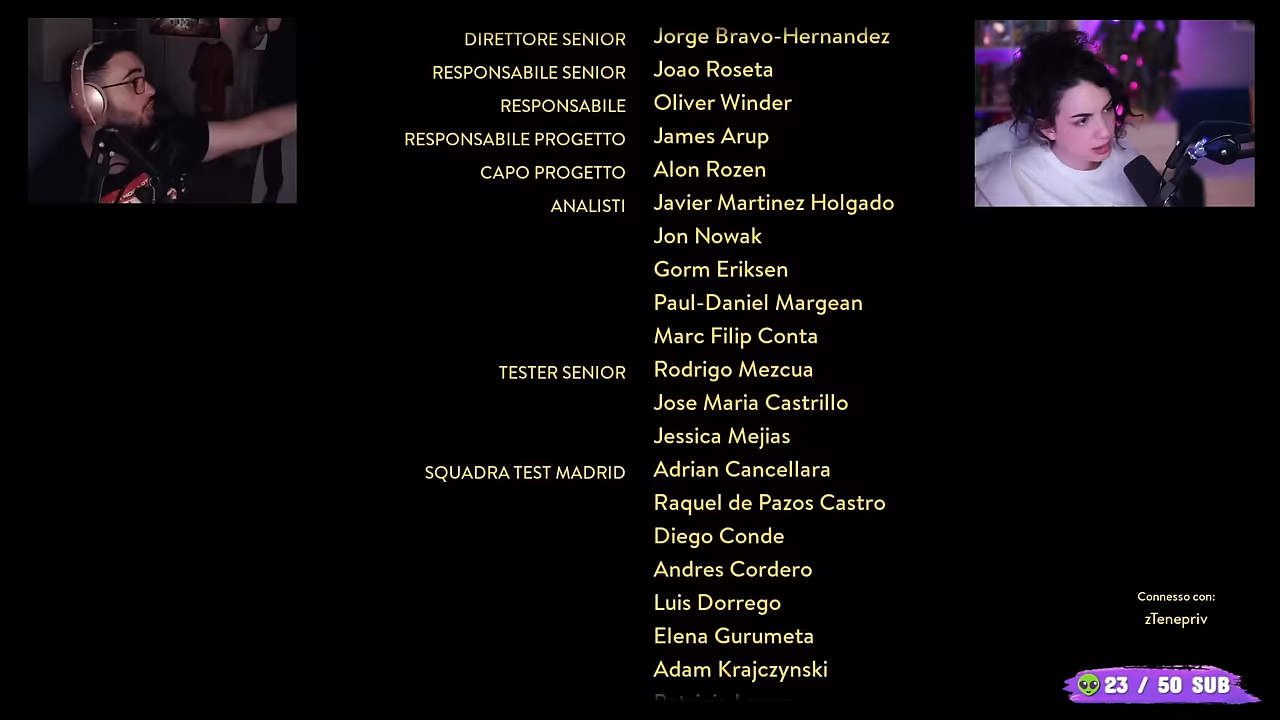 DIRETTORE SENIOR Jorge Bravo-Hernandez
RESPONSABILE SENIOR Joao Roseta
RESPONSABILE Oliver Winder
RESPONSABILE PROGETTO James Arup
CAPO PROGETTO Alon Rozen
ANALISTI Javier Martinez Holgado
Jon Nowak
Gorm Eriksen
Paul-Daniel Margean
Marc Filip Conta
TESTER SENIOR Rodrigo Mezcua
Jose Maria Castrillo
Jessica Mejias
SQUADRA TEST MADRID Adrian Cancellara
Raquel de Pazos Castro
Diego Conde
Andres Cordero
Luis Dorrego
Elena Gurumeta
Adam Krajczynski
Connesso con:
zTenepriv
23 / 50 SUB